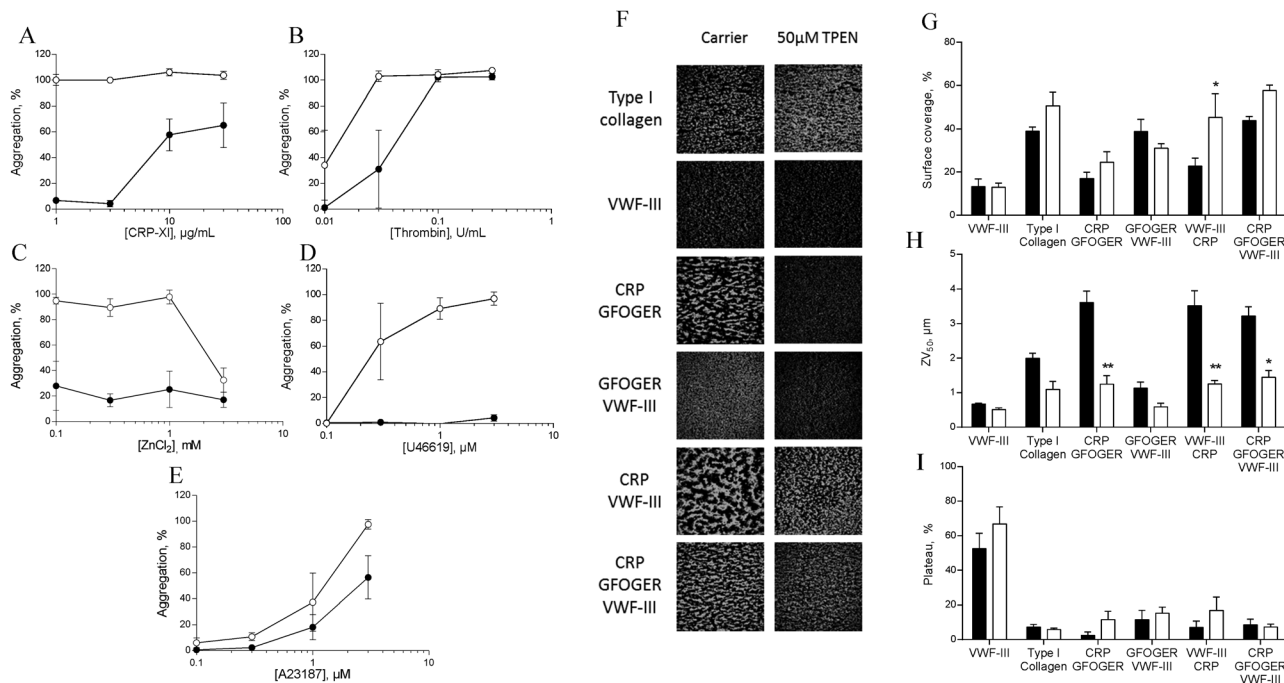 A
120
100
80
60
40
20
0
Aggregation, %
1
10
100
[CRP-XI], µg/mL
B
120
100
80
60
40
20
0
Aggregation, %
0.01
0.1
1
[Thrombin], U/mL
C
120
100
80
60
40
20
0
Aggregation, %
0.1
1
10
[ZnCl2], mM
D
120
100
80
60
40
20
0
Aggregation, %
0.1
1
10
[U46619], µM
E
120
100
80
60
40
20
0
Aggregation, %
0.1
1
10
[A23187], µM
F
Carrier
50µM TPEN
Type I
collagen
VWF-III
CRP
GFOGER
GFOGER
VWF-III
CRP
VWF-III
CRP
GFOGER
VWF-III
G
80
60
40
20
0
Surface coverage, %
*
VWF-III
Type I
Collagen
CRP
GFOGER
GFOGER
VWF-III
VWF-III
CRP
CRP
GFOGER
VWF-III
H
5
4
3
2
1
0
ZV50, µm
**
**
*
VWF-III
Type I
Collagen
CRP
GFOGER
GFOGER
VWF-III
VWF-III
CRP
CRP
GFOGER
VWF-III
I
100
80
60
40
20
0
Plateau, %
VWF-III
Type I
Collagen
CRP
GFOGER
GFOGER
VWF-III
VWF-III
CRP
CRP
GFOGER
VWF-III